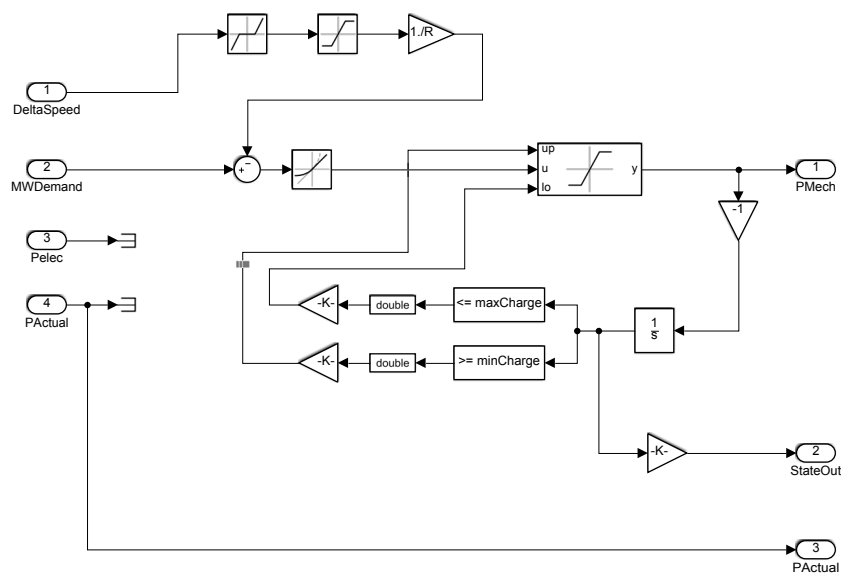 1./R
1
DeltaSpeed
up
2
u
y
1
MWDemand
lo
PMech
-1
3
Pelec
4
-K-
double
<= maxCharge
1
s
PActual
-K-
double
>= minCharge
-K-
2
StateOut
3
PActual